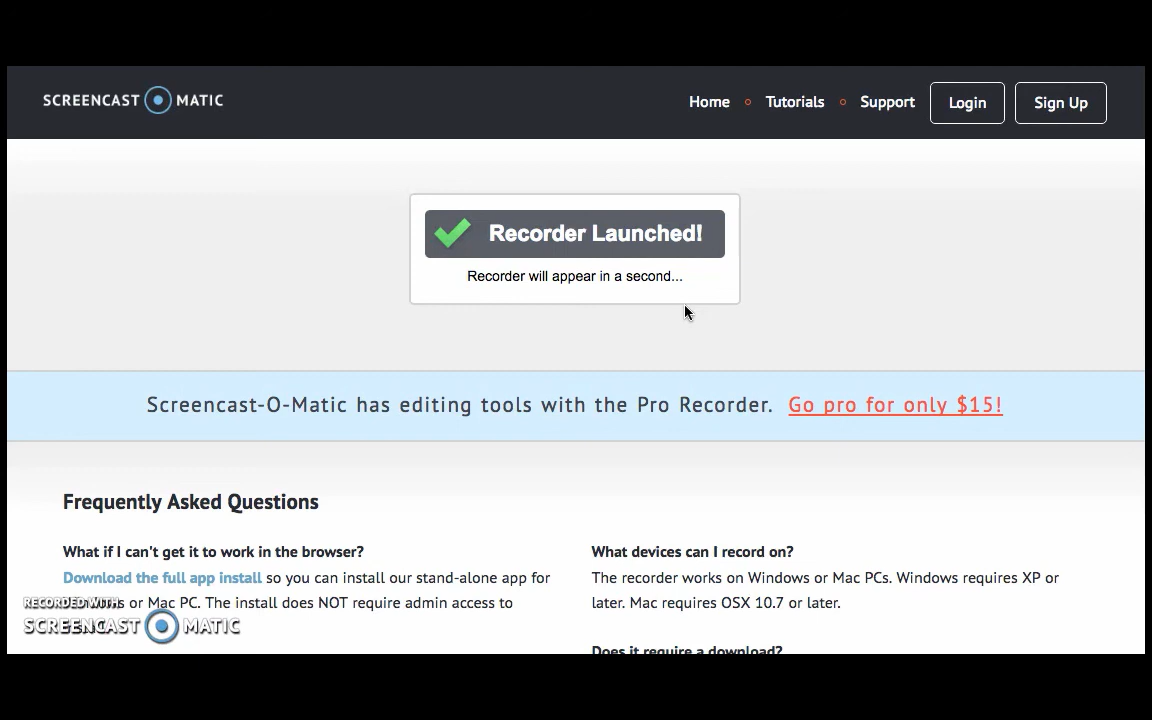 SCREENCAST O MATIC
Home Tutorials Support Login Sign Up
Recorder Launched!
Recorder will appear in a second...
Screencast-O-Matic has editing tools with the Pro Recorder. Go pro for only $15!
Frequently Asked Questions
What if I can't get it to work in the browser?
Download the full app install so you can install our stand-alone app for
or Mac PC. The install does NOT require admin access to
What devices can I record on?
The recorder works on Windows or Mac PCs. Windows requires XP or
later. Mac requires OSX 10.7 or later.
Does it require a download?
RECORDED WITH
SCREENCAST O MATIC